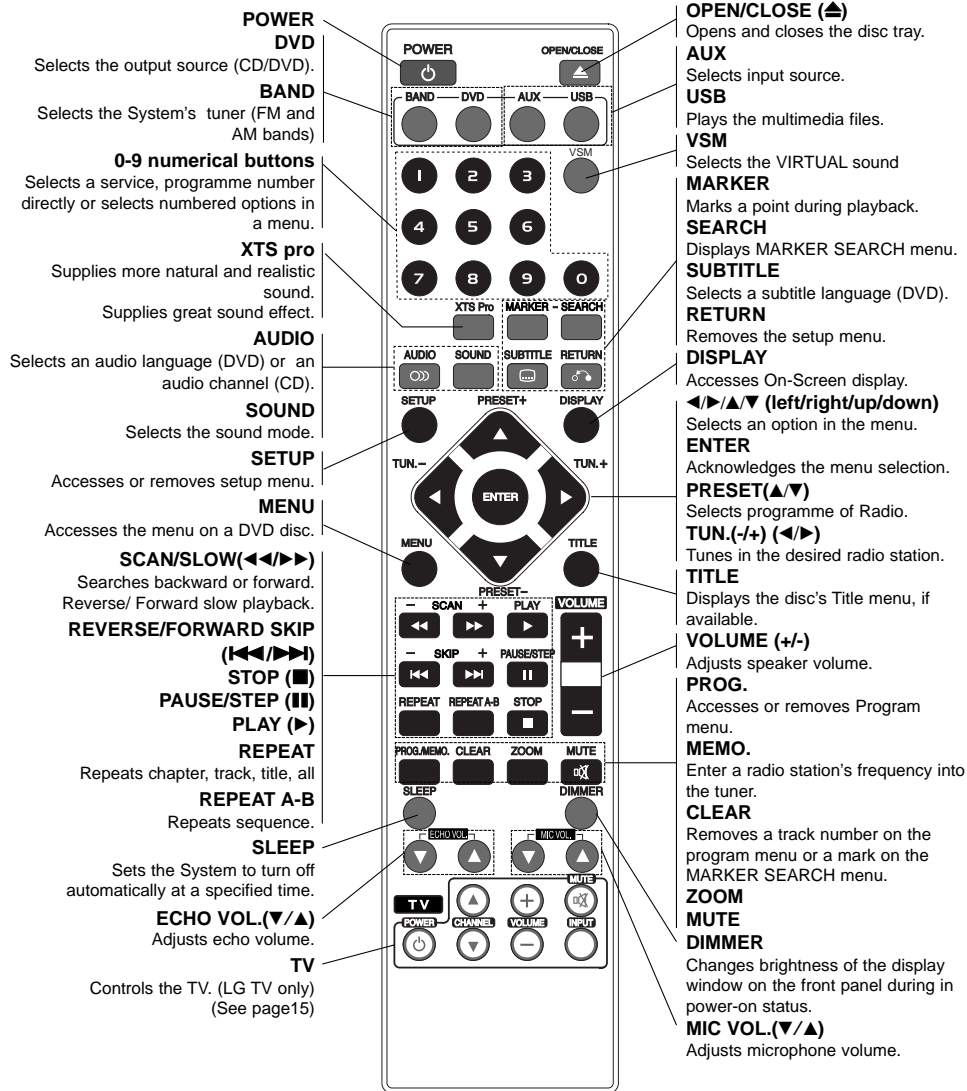 POWER
DVD
Selects the output source (CD/DVD).
BAND
Selects the System's tuner (FM and
AM bands)
0-9 numerical buttons
Selects a service, programme number
directly or selects numbered options in
a menu.
XTS pro
Supplies more natural and realistic
sound.
Supplies great sound effect.
AUDIO
Selects an audio language (DVD) or an
audio channel (CD).
SOUND
Selects the sound mode.
SETUP
Accesses or removes setup menu.
MENU
Accesses the menu on a DVD disc.
SCAN/SLOW(◀◀/▶▶)
Searches backward or forward.
Reverse/ Forward slow playback.
REVERSE/FORWARD SKIP
(|◀◀/▶▶|)
STOP (■)
PAUSE/STEP (❚❚)
PLAY (▶)
REPEAT
Repeats chapter, track, title, all
REPEAT A-B
Repeats sequence.
SLEEP
Sets the System to turn off
automatically at a specified time.
ECHO VOL.(▼/▲)
Adjusts echo volume.
TV
Controls the TV. (LG TV only)
(See page15)
POWER OPEN/CLOSE
BAND DVD AUX USB
VSM
1 2 3
4 5 6
7 8 9 0
XTS Pro MARKER - SEARCH
AUDIO SOUND SUBTITLE RETURN
SETUP PRESET+ DISPLAY
TUN.- TUN.+
ENTER
MENU TITLE
PRESET-
- SCAN + PLAY VOLUME
+
- SKIP + PAUSE/STEP
REPEAT REPEAT A-B STOP
-
PROG./MEMO. CLEAR ZOOM MUTE
SLEEP DIMMER
ECHO VOL. MIC VOL.
MUTE
TV
POWER CHANNEL VOLUME INPUT
OPEN/CLOSE (⏏)
Opens and closes the disc tray.
AUX
Selects input source.
USB
Plays the multimedia files.
VSM
Selects the VIRTUAL sound
MARKER
Marks a point during playback.
SEARCH
Displays MARKER SEARCH menu.
SUBTITLE
Selects a subtitle language (DVD).
RETURN
Removes the setup menu.
DISPLAY
Accesses On-Screen display.
◀/▶/▲/▼ (left/right/up/down)
Selects an option in the menu.
ENTER
Acknowledges the menu selection.
PRESET(▲/▼)
Selects programme of Radio.
TUN.(-/+) (◀/▶)
Tunes in the desired radio station.
TITLE
Displays the disc's Title menu, if
available.
VOLUME (+/-)
Adjusts speaker volume.
PROG.
Accesses or removes Program
menu.
MEMO.
Enter a radio station's frequency into
the tuner.
CLEAR
Removes a track number on the
program menu or a mark on the
MARKER SEARCH menu.
ZOOM
MUTE
DIMMER
Changes brightness of the display
window on the front panel during in
power-on status.
MIC VOL.(▼/▲)
Adjusts microphone volume.